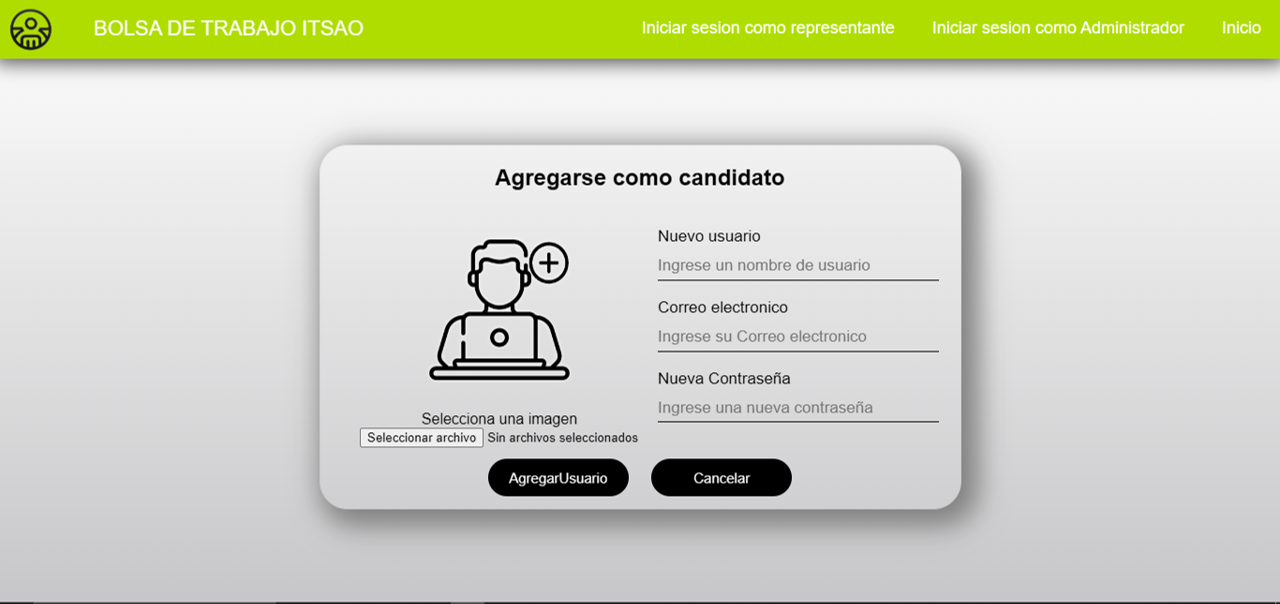 BOLSA DE TRABAJO ITSAO
Iniciar sesion como representante
Iniciar sesion como Administrador
Inicio
Agregarse como candidato
Nuevo usuario
Ingrese un nombre de usuario
Correo electronico
Ingrese su Correo electronico
Nueva Contraseña
Ingrese una nueva contraseña
Selecciona una imagen
Seleccionar archivo Sin archivos seleccionados
AgregarUsuario
Cancelar